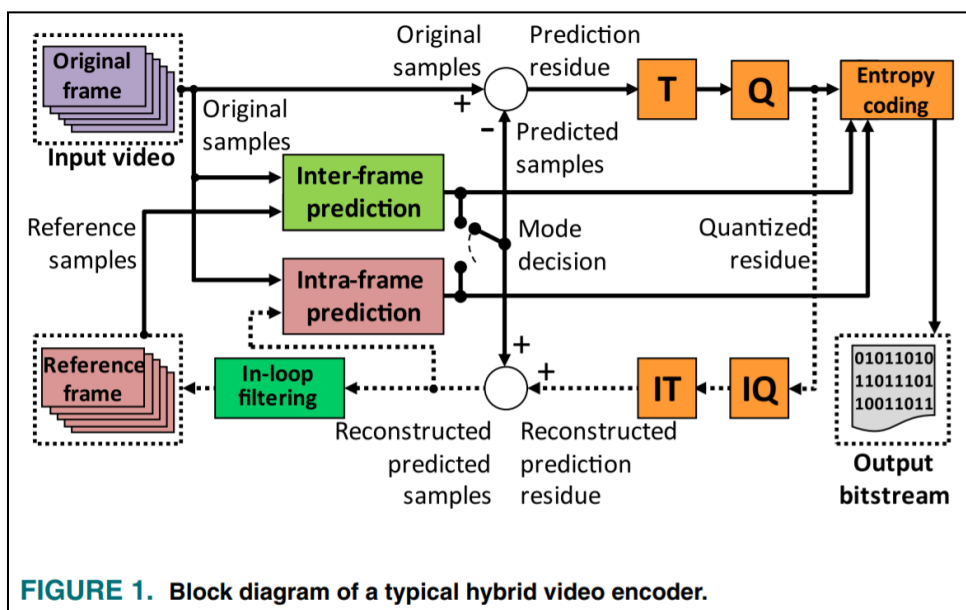 Original
frame
Input video
Original
samples
Original
samples
Prediction
residue
T
Q
Entropy
coding
+
-
Predicted
samples
Inter-frame
prediction
Reference
samples
Mode
decision
Quantized
residue
Intra-frame
prediction
Reference
frame
In-loop
filtering
+
+
IT
IQ
01011010
11011101
10011011
Reconstructed
predicted
samples
Reconstructed
prediction
residue
Output
bitstream
FIGURE 1. Block diagram of a typical hybrid video encoder.